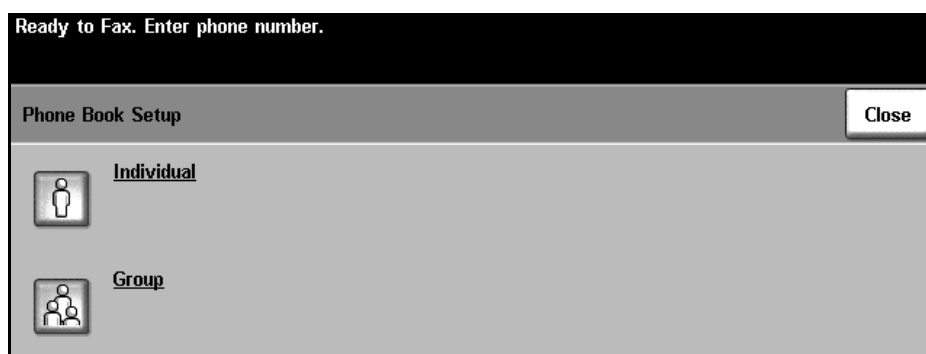 Ready to Fax. Enter phone number.
Phone Book Setup
Close
Individual
Group